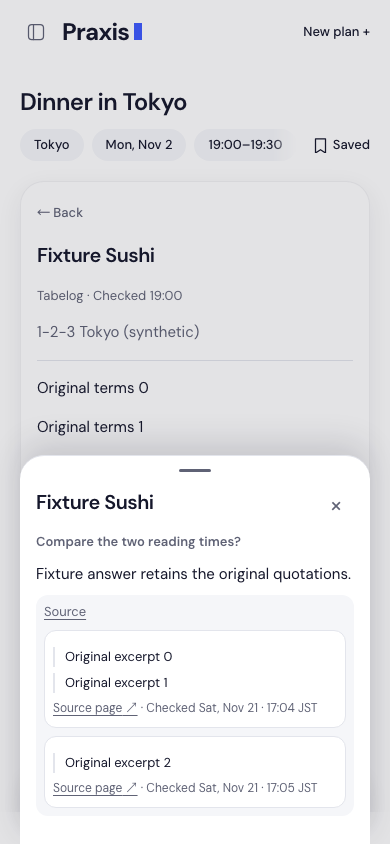 Praxis
New plan +
Dinner in Tokyo
Tokyo
Mon, Nov 2
19:00–19:30
Saved
← Back
Fixture Sushi
Tabelog · Checked 19:00
1-2-3 Tokyo (synthetic)
Original terms 0
Original terms 1
Fixture Sushi
×
Compare the two reading times?
Fixture answer retains the original quotations.
Source
Original excerpt 0
Original excerpt 1
Source page ↗ · Checked Sat, Nov 21 · 17:04 JST
Original excerpt 2
Source page ↗ · Checked Sat, Nov 21 · 17:05 JST